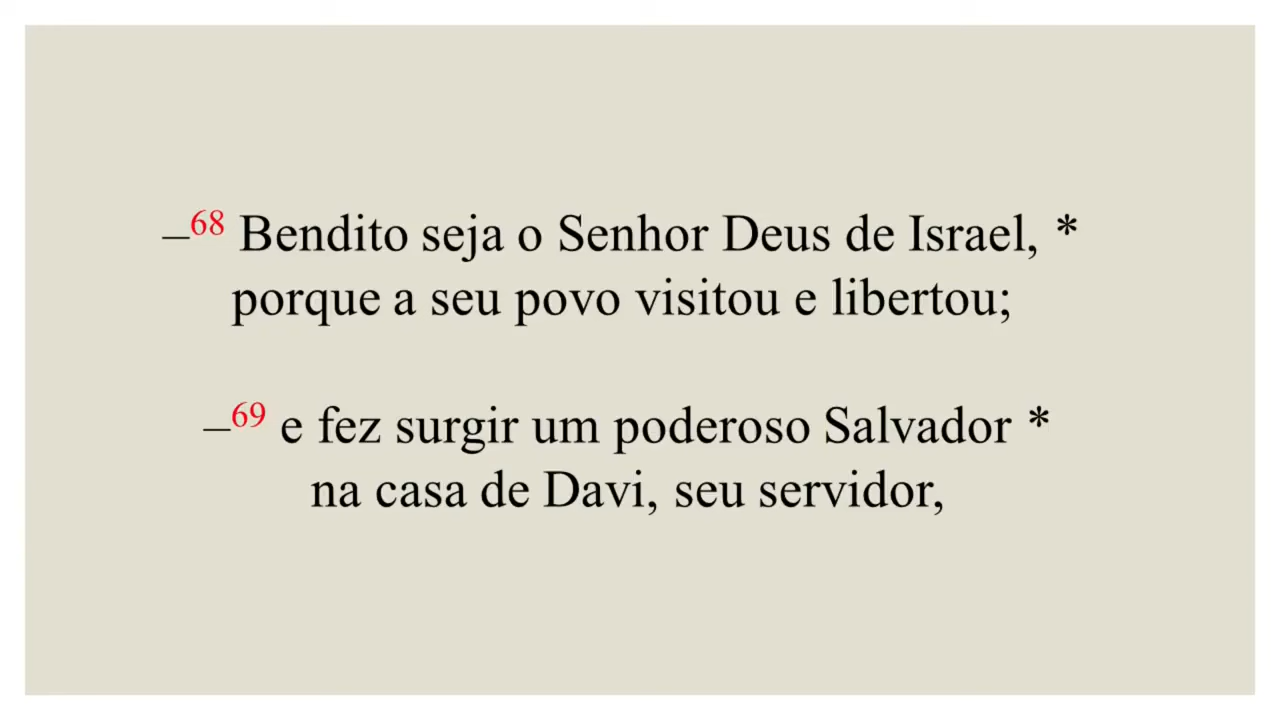 –68 Bendito seja o Senhor Deus de Israel, *
porque a seu povo visitou e libertou;
–69 e fez surgir um poderoso Salvador *
na casa de Davi, seu servidor,